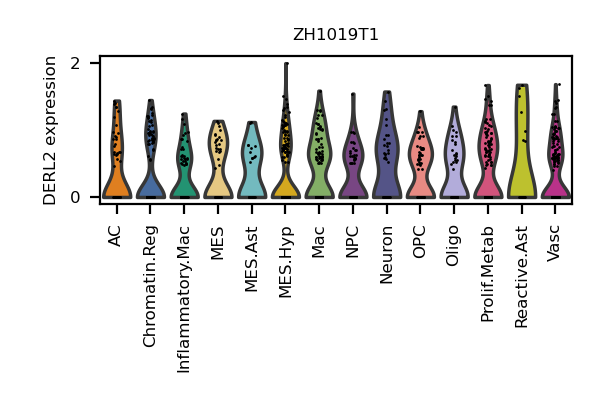 ZH1019T1
DERL2 expression
2
0
AC
Chromatin.Reg
Inflammatory.Mac
MES
MES.Ast
MES.Hyp
Mac
NPC
Neuron
OPC
Oligo
Prolif.Metab
Reactive.Ast
Vasc